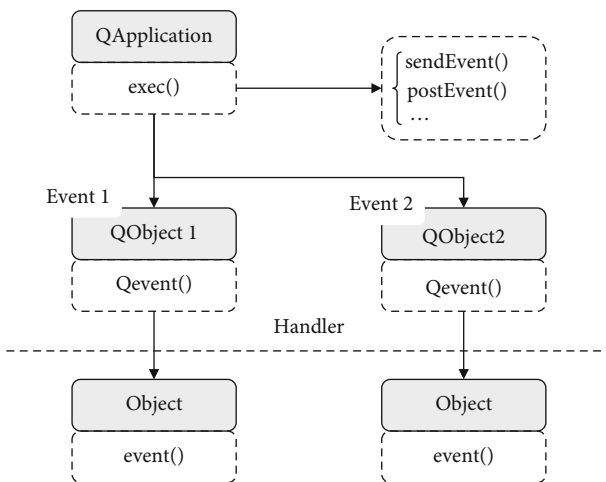 QApplication
exec()
sendEvent()
postEvent()
...
Event 1
Event 2
QObject 1
QObject2
Qevent()
Qevent()
Handler
Object
Object
event()
event()